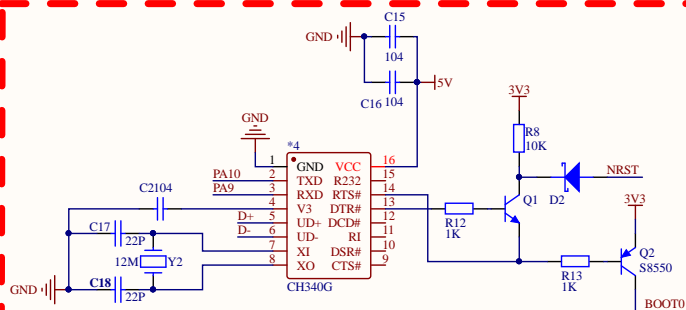 C15
GND
104
5V
C16 104
3V3
GND
R8
10K
*4
1 GND VCC 16
PA10 2 TXD R232 15
PA9 3 RXD RTS# 14
4 V3 DTR# 13
D+ 5 UD+ DCD# 12
D- 6 UD- RI 11
7 XI DSR# 10
8 XO CTS# 9
CH340G
C2104
C17
22P
12M Y2
C18
22P
GND
NRST
D2
Q1
R12
1K
3V3
Q2
S8550
R13
1K
BOOT0